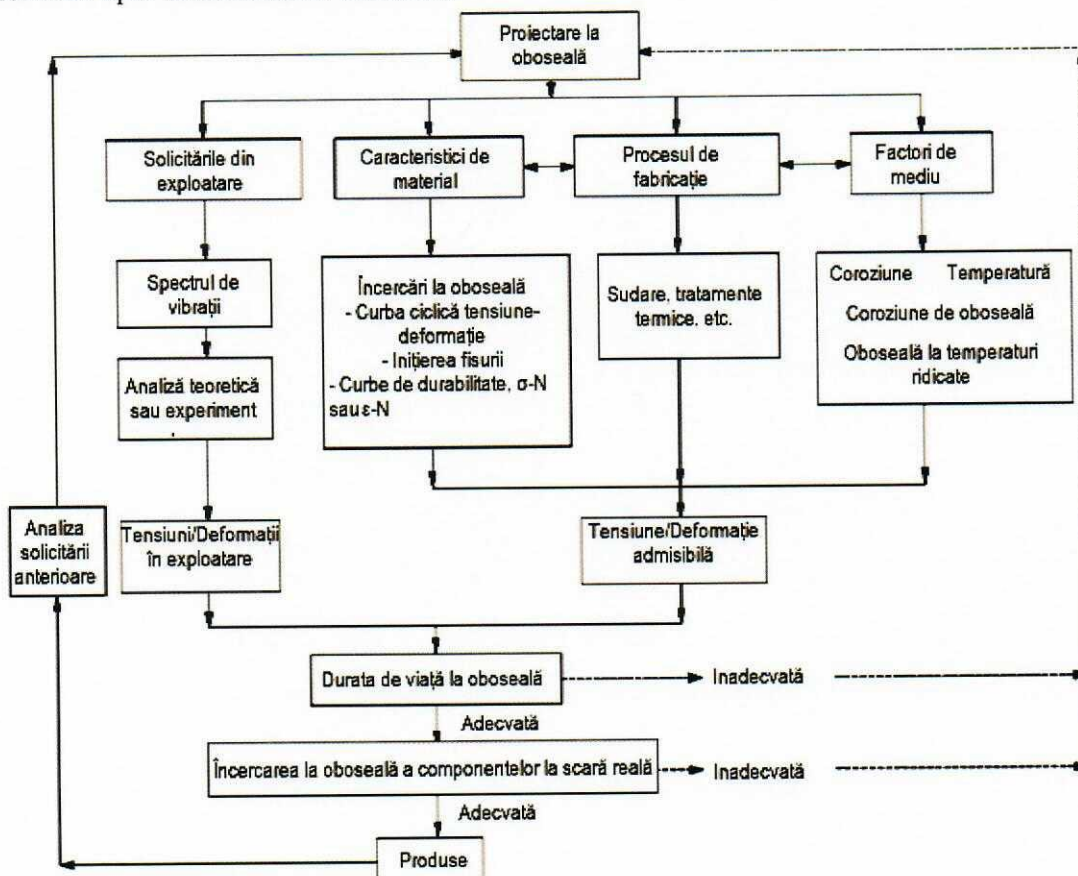 Proiectare la
oboseală
Solicitările din
exploatare
Caracteristici de
material
Procesul de
fabricație
Factori de
mediu
Spectrul de
vibrații
Încercări la oboseală
- Curba ciclică tensiune-
deformație
- Inițierea fisurii
- Curbe de durabilitate, σ-N
sau ε-N
Sudare, tratamente
termice. etc.
Coroziune Temperatură
Coroziune de oboseală
Oboseală la temperaturi
ridicate
Analiză teoretică
sau experiment
Analiza
solicitării
anterioare
Tensiuni/Deformații
în exploatare
Tensiune/Deformație
admisibilă
Durata de viață la oboseală
Inadecvată
Adecvată
Încercarea la oboseală a componentelor la scară reală
Inadecvată
Adecvată
Produse